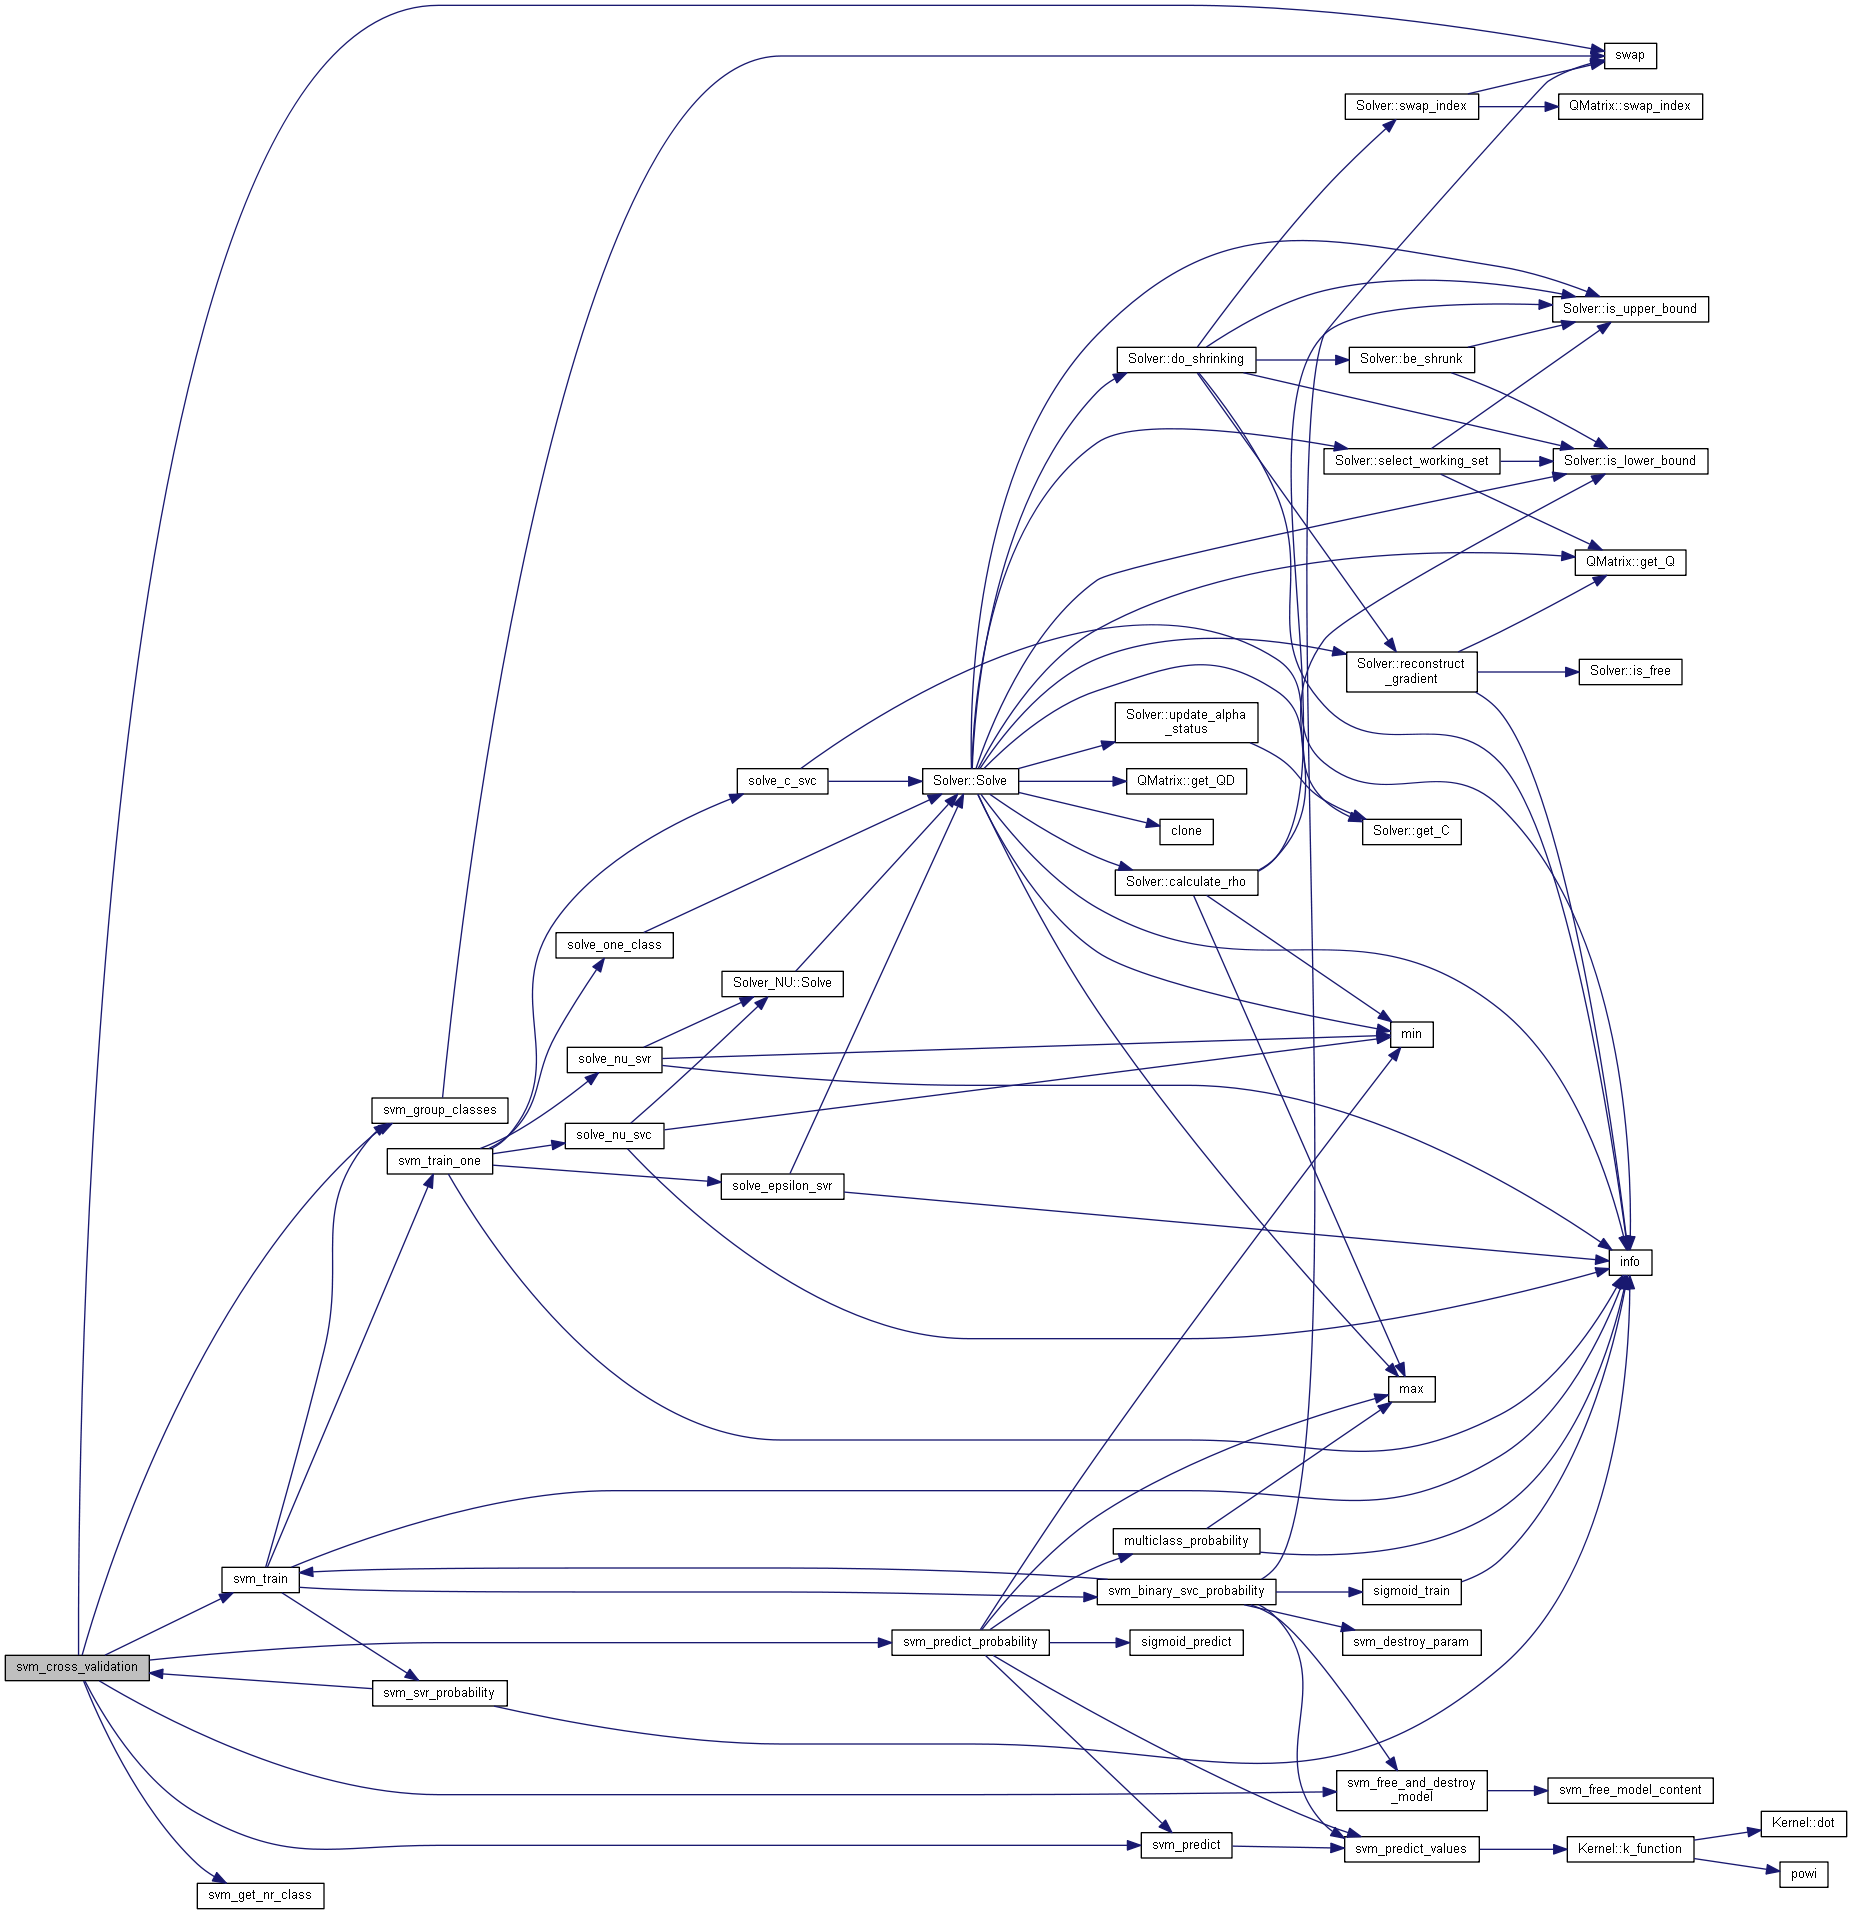 swap
Solver::swap_index
QMatrix::swap_index
Solver::is_upper_bound
Solver::do_shrinking
Solver::be_shrunk
Solver::select_working_set
Solver::is_lower_bound
QMatrix::get_Q
Solver::reconstruct
_gradient
Solver::is_free
Solver::update_alpha
_status
solve_c_svc
Solver::Solve
QMatrix::get_QD
clone
Solver::get_C
Solver::calculate_rho
solve_one_class
Solver_NU::Solve
min
solve_nu_svr
svm_group_classes
solve_nu_svc
svm_train_one
solve_epsilon_svr
info
max
multiclass_probability
svm_train
svm_binary_svc_probability
sigmoid_train
svm_predict_probability
sigmoid_predict
svm_destroy_param
svm_cross_validation
svm_svr_probability
svm_free_and_destroy
_model
svm_free_model_content
Kernel::dot
svm_predict
svm_predict_values
Kernel::k_function
powi
svm_get_nr_class